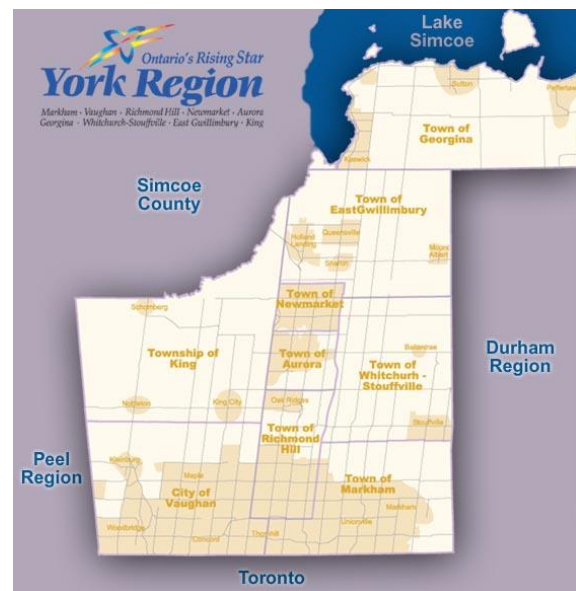 Lake
Simcoe
Ontario's Rising Star
York Region
Markham • Vaughan • Richmond Hill • Newmarket • Aurora
Georgina • Whitchurch-Stouffville • East Gwillimbury • King
Sutton
Pefferlaw
Town of
Georgina
Keswick
Simcoe
County
Town of
EastGwillimbury
Queensville
Holland
Landing
Mount
Albert
Sharon
Town of
Newmarket
Schomberg
Township of
King
Town of
Aurora
Ballantrae
Town of
Whitchurh -
Stouffville
Durham
Region
Nobleton
King City
Oak Ridges
Stouffville
Town of
Richmond
Hill
Peel
Region
Kleinburg
Maple
City of
Vaughan
Town of
Markham
Markham
Unionville
Woodbridge
Concord
Thornhill
Toronto